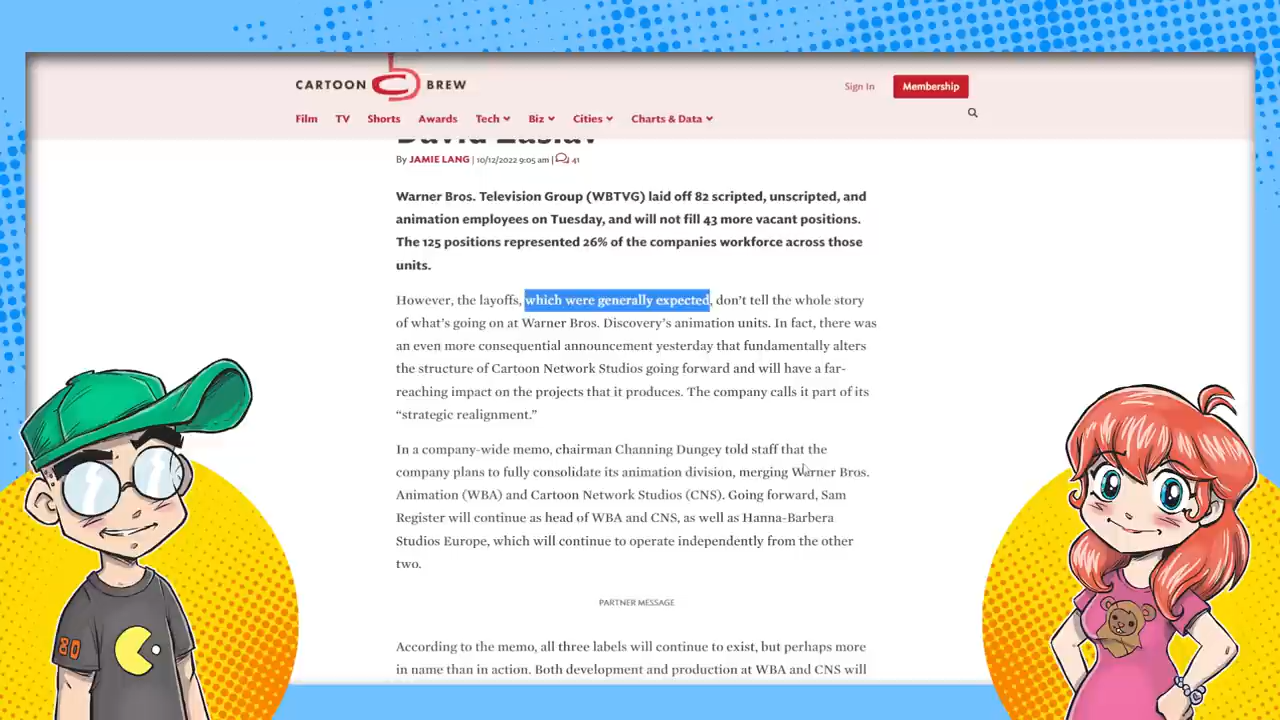 CARTOON BREW
Sign In
Membership
Film TV Shorts Awards Tech Biz Cities Charts & Data
David Zaslav
By JAMIE LANG | 10/12/2022 9:05 am | 41
Warner Bros. Television Group (WBTVG) laid off 82 scripted, unscripted, and
animation employees on Tuesday, and will not fill 43 more vacant positions.
The 125 positions represented 26% of the companies workforce across those
units.
However, the layoffs, which were generally expected, don’t tell the whole story
of what’s going on at Warner Bros. Discovery’s animation units. In fact, there was
an even more consequential announcement yesterday that fundamentally alters
the structure of Cartoon Network Studios going forward and will have a far-
reaching impact on the projects that it produces. The company calls it part of its
“strategic realignment.”
In a company-wide memo, chairman Channing Dungey told staff that the
company plans to fully consolidate its animation division, merging Warner Bros.
Animation (WBA) and Cartoon Network Studios (CNS). Going forward, Sam
Register will continue as head of WBA and CNS, as well as Hanna-Barbera
Studios Europe, which will continue to operate independently from the other
two.
PARTNER MESSAGE
According to the memo, all three labels will continue to exist, but perhaps more
in name than in action. Both development and production at WBA and CNS will
80